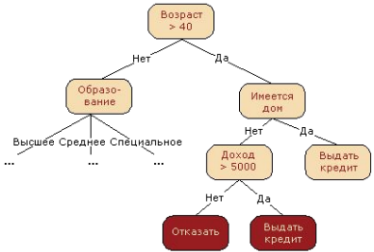 Возраст
> 40
Нет
Да
Образо-
вание
Имеется
дом
Высшее Среднее Специальное
... ... ...
Нет
Да
Доход
> 5000
Выдать
кредит
Нет
Да
Отказать
Выдать
кредит